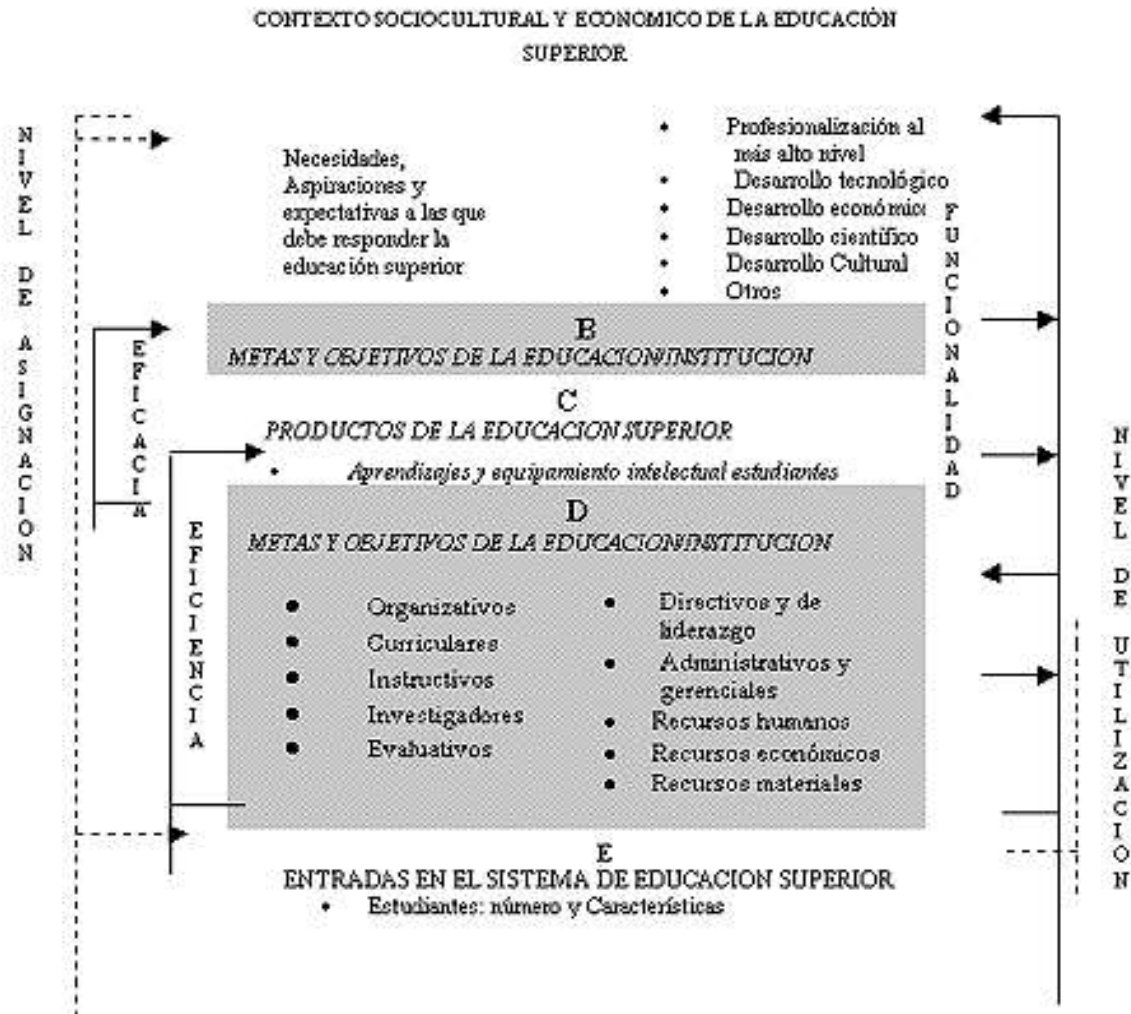 CONTEXTO SOCIOCULTURAL Y ECONOMICO DE LA EDUCACIÓN
SUPERIOR
NIVEL DE ASIGNACION
Necesidades,
Aspiraciones y
expectativas a las que
debe responder la
educación superior
• Profesionalización al
más alto nivel
• Desarrollo tecnológico
• Desarrollo económico
• Desarrollo científico
• Desarrollo Cultural
• Otros
FUNCIONALIDAD
EFICACIA
B
METAS Y OBJETIVOS DE LA EDUCACION/INSTITUCION
C
PRODUCTOS DE LA EDUCACION SUPERIOR
• Aprendizajes y equipamiento intelectual estudiantes
EFICIENCIA
D
METAS Y OBJETIVOS DE LA EDUCACION/INSTITUCION
• Organizativos
• Curriculares
• Instructivos
• Investigadores
• Evaluativos
• Directivos y de
liderazgo
• Administrativos y
gerenciales
• Recursos humanos
• Recursos económicos
• Recursos materiales
NIVEL DE UTILIZACION
E
ENTRADAS EN EL SISTEMA DE EDUCACION SUPERIOR
• Estudiantes: número y Características